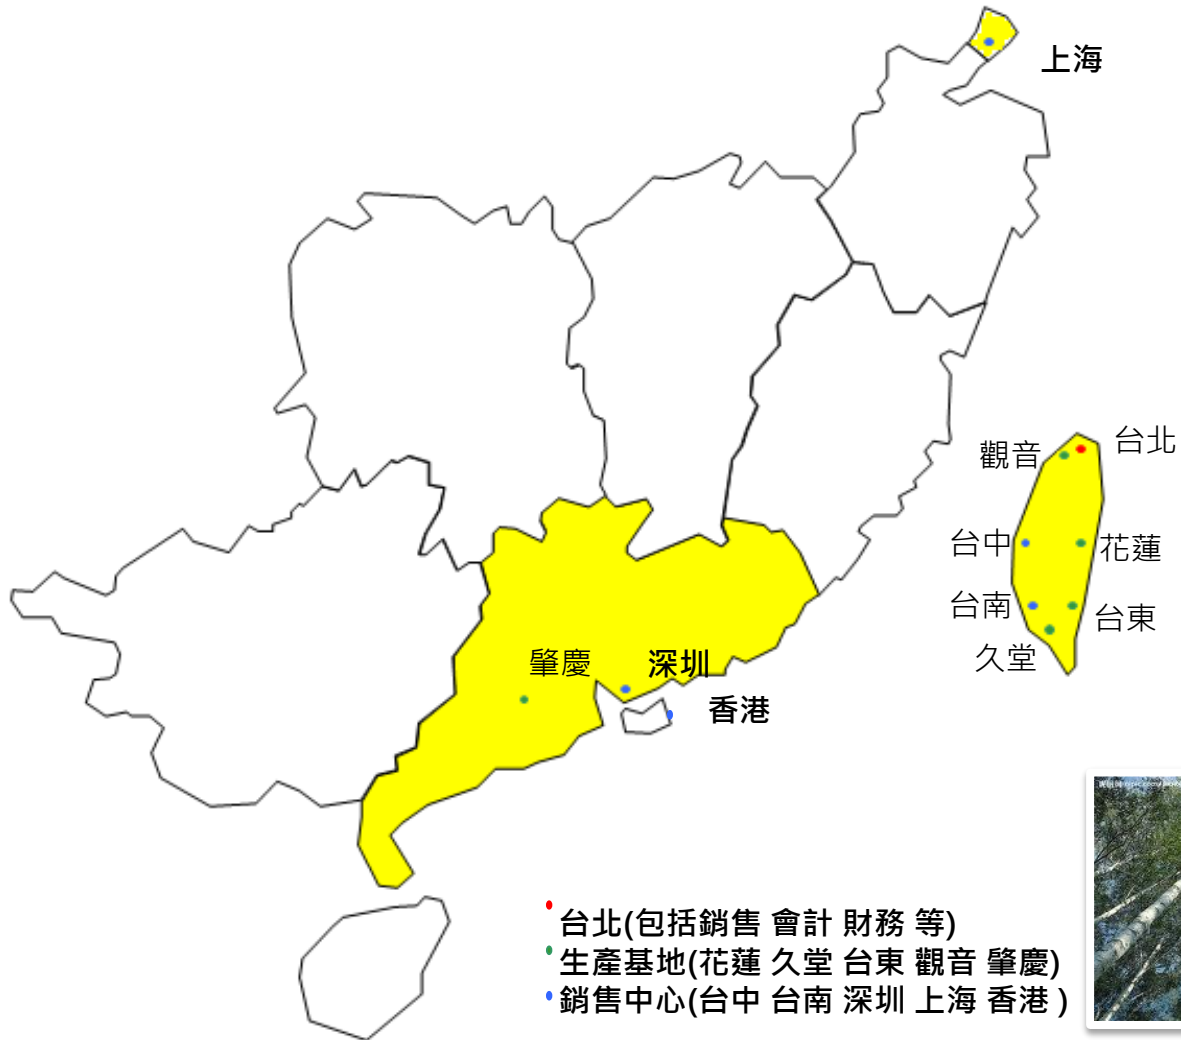 上海
觀音
台北
台中
花蓮
台南
台東
久堂
肇慶
深圳
香港
台北(包括銷售 會計 財務 等)
生產基地(花蓮 久堂 台東 觀音 肇慶)
銷售中心(台中 台南 深圳 上海 香港 )